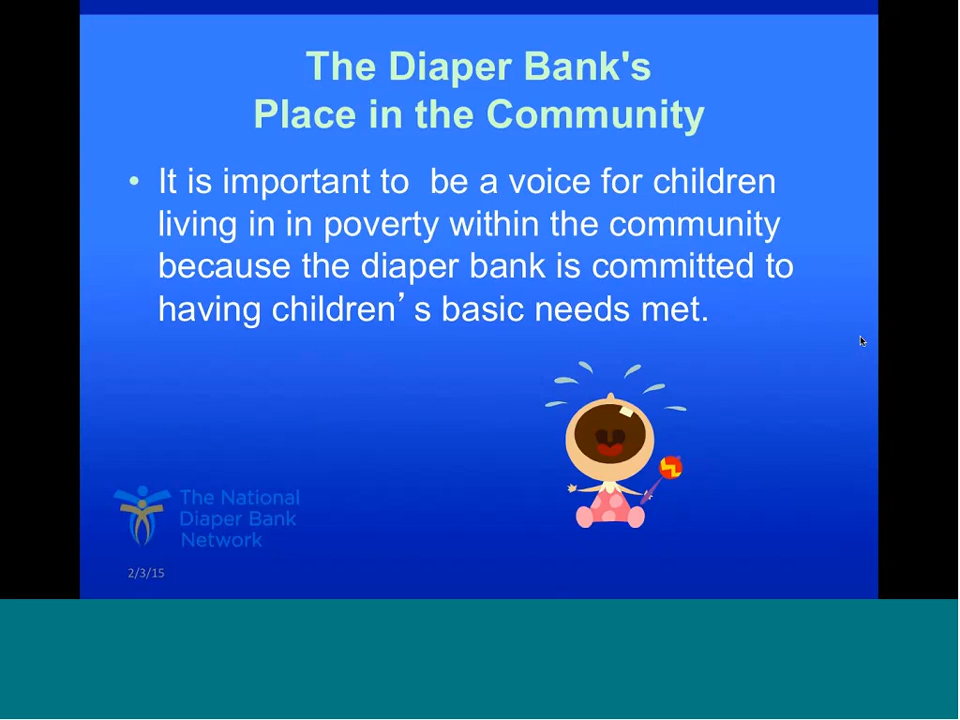 The Diaper Bank's
Place in the Community
• It is important to  be a voice for children
living in in poverty within the community
because the diaper bank is committed to
having children’s basic needs met.
The National
Diaper Bank
Network
2/3/15